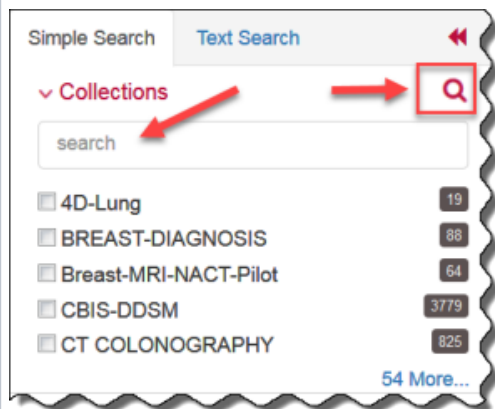 Simple Search Text Search
Collections
search
4D-Lung 19
BREAST-DIAGNOSIS 88
Breast-MRI-NACT-Pilot 64
CBIS-DDSM 3779
CT COLONOGRAPHY 825
54 More...